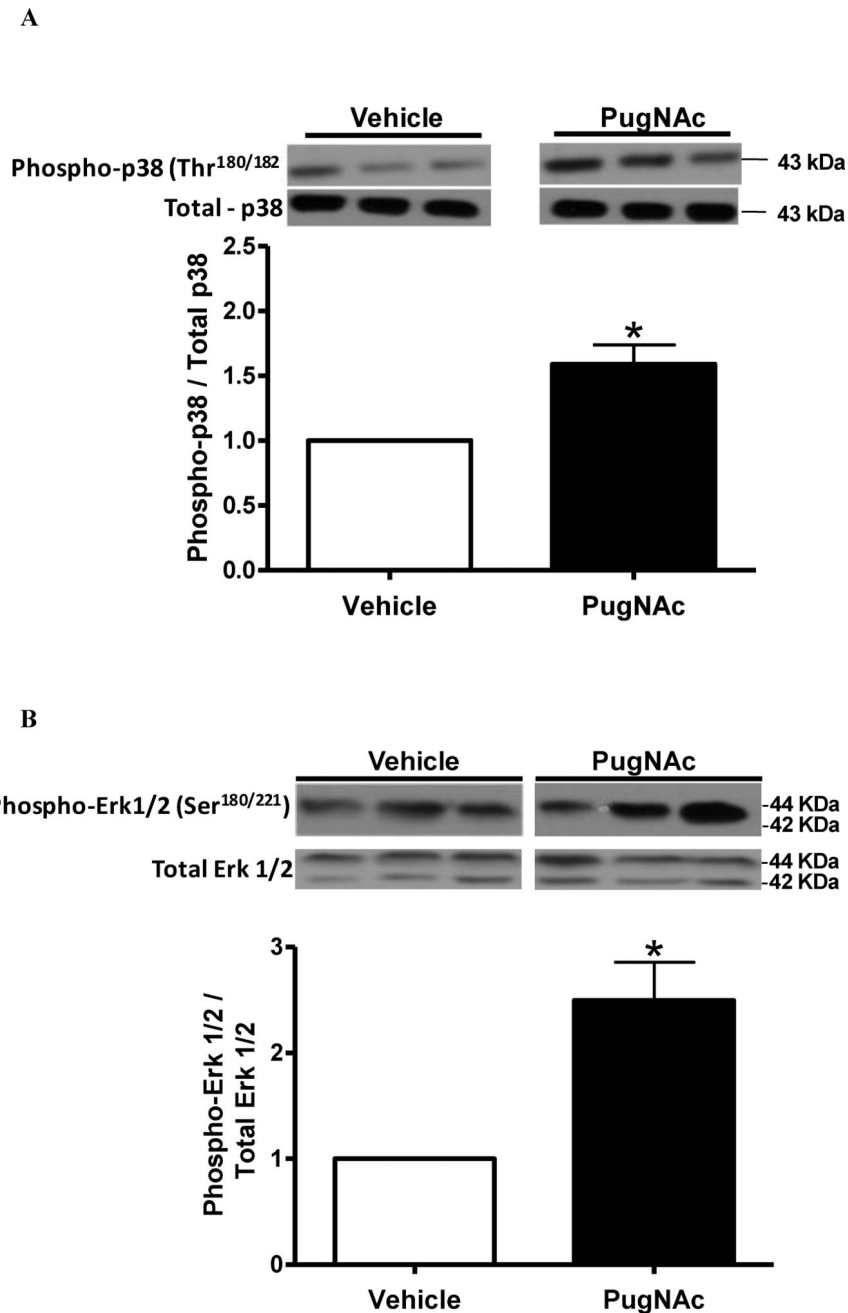 A
Vehicle PugNAc
Phospho-p38 (Thr180/182 43 kDa
Total - p38 43 kDa
2.5
2.0
1.5
1.0
0.5
0.0
Phospho-p38 / Total p38
*
Vehicle PugNAc
B
Vehicle PugNAc
Phospho-Erk1/2 (Ser180/221) -44 KDa
-42 KDa
Total Erk 1/2 -44 KDa
-42 KDa
3
2
1
0
Phospho-Erk 1/2 /
Total Erk 1/2
*
Vehicle PugNAc